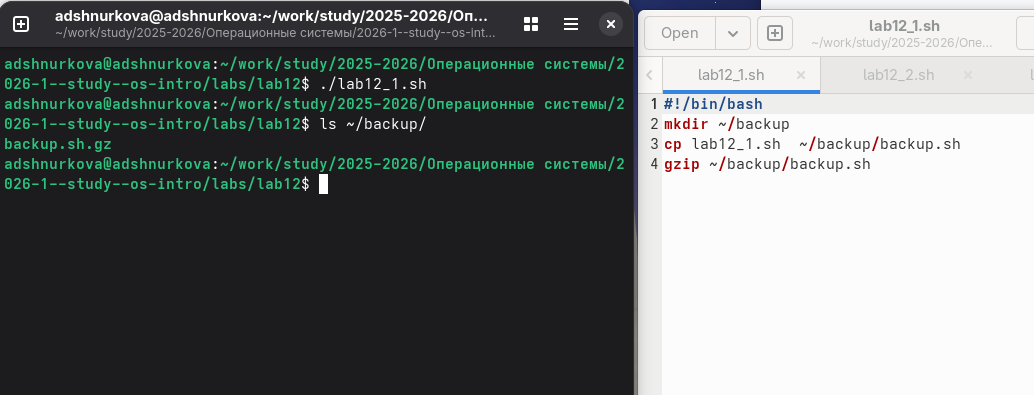 adshnurkova@adshnurkova:~/work/study/2025-2026/Оп...
~/work/study/2025-2026/Операционные системы/2026-1--study--os-int...
adshnurkova@adshnurkova:~/work/study/2025-2026/Операционные системы/2
026-1--study--os-intro/labs/lab12$ ./lab12_1.sh
adshnurkova@adshnurkova:~/work/study/2025-2026/Операционные системы/2
026-1--study--os-intro/labs/lab12$ ls ~/backup/
backup.sh.gz
adshnurkova@adshnurkova:~/work/study/2025-2026/Операционные системы/2
026-1--study--os-intro/labs/lab12$
Open
lab12_1.sh
~/work/study/2025-2026/Опе...
lab12_1.sh
lab12_2.sh
1 #!/bin/bash
2 mkdir ~/backup
3 cp lab12_1.sh  ~/backup/backup.sh
4 gzip ~/backup/backup.sh